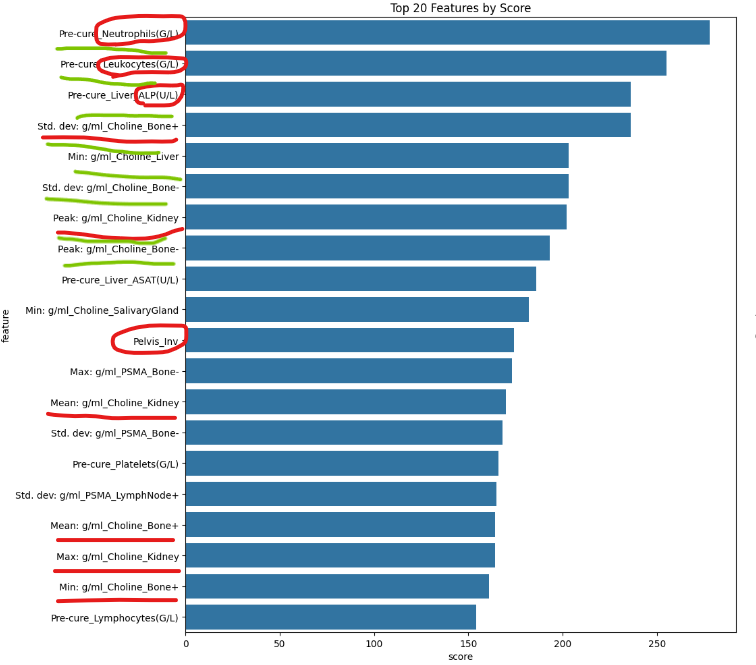 Top 20 Features by Score
Pre-cure_Neutrophils(G/L)
Pre-cure_Leukocytes(G/L)
Pre-cure_Liver_ALP(U/L)
Std. dev: g/ml_Choline_Bone+
Min: g/ml_Choline_Liver
Std. dev: g/ml_Choline_Bone-
Peak: g/ml_Choline_Kidney
Peak: g/ml_Choline_Bone-
Pre-cure_Liver_ASAT(U/L)
Min: g/ml_Choline_SalivaryGland
Pelvis_Inv
Max: g/ml_PSMA_Bone-
Mean: g/ml_Choline_Kidney
Std. dev: g/ml_PSMA_Bone-
Pre-cure_Platelets(G/L)
Std. dev: g/ml_PSMA_LymphNode+
Mean: g/ml_Choline_Bone+
Max: g/ml_Choline_Kidney
Min: g/ml_Choline_Bone+
Pre-cure_Lymphocytes(G/L)
feature
0 50 100 150 200 250
score